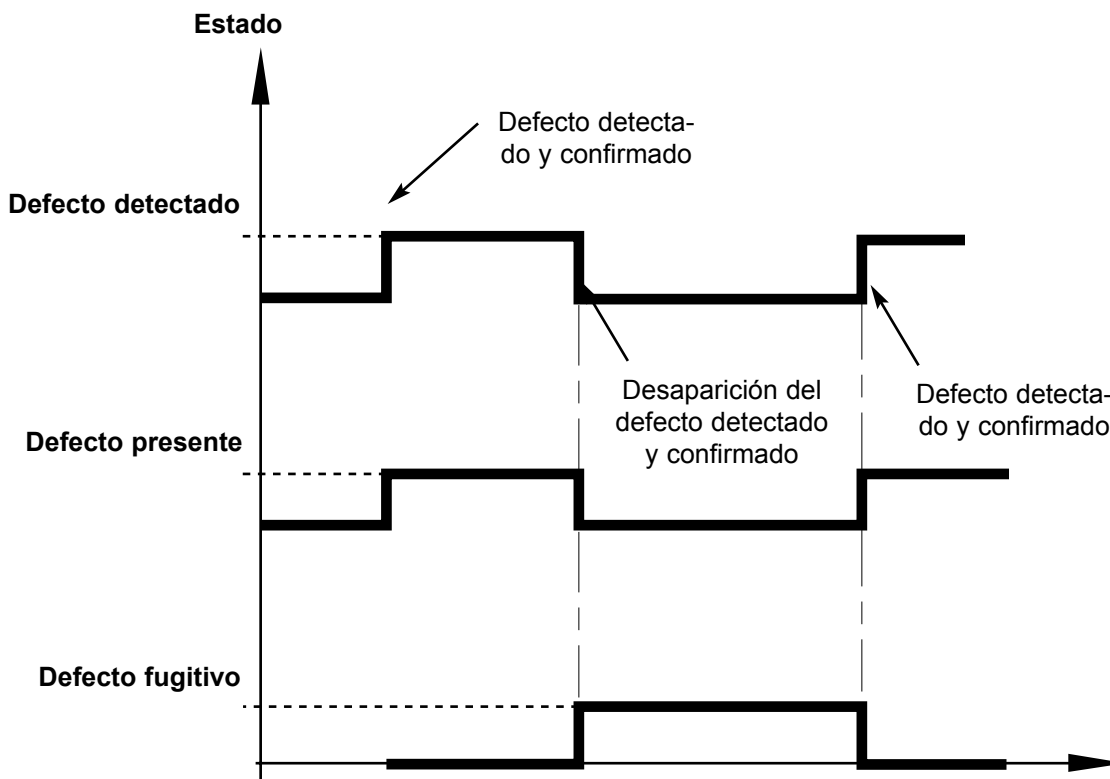 Estado
Defecto detecta-
do y confirmado
Defecto detectado
Desaparición del
defecto detectado
y confirmado
Defecto detecta-
do y confirmado
Defecto presente
Defecto fugitivo